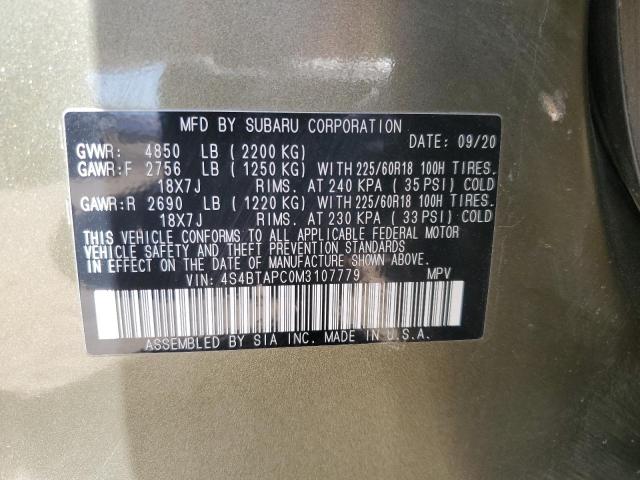 MFD BY SUBARU CORPORATION DATE: 09/20
GVWR: 4850 LB ( 2200 KG)
GAWR:F 2756 LB ( 1250 KG) WITH 225/60R18 100H TIRES.
18X7J RIMS. AT 240 KPA ( 35 PSI) COLD
GAWR:R 2690 LB ( 1220 KG) WITH 225/60R18 100H TIRES.
18X7J RIMS. AT 230 KPA ( 33 PSI) COLD
THIS VEHICLE CONFORMS TO ALL APPLICABLE FEDERAL MOTOR
VEHICLE SAFETY AND THEFT PREVENTION STANDARDS
IN EFFECT ON THE DATE OF MANUFACTURE SHOWN ABOVE.
VIN: 4S4BTAPC0M3107779 MPV
ASSEMBLED BY SIA INC. MADE IN U.S.A.